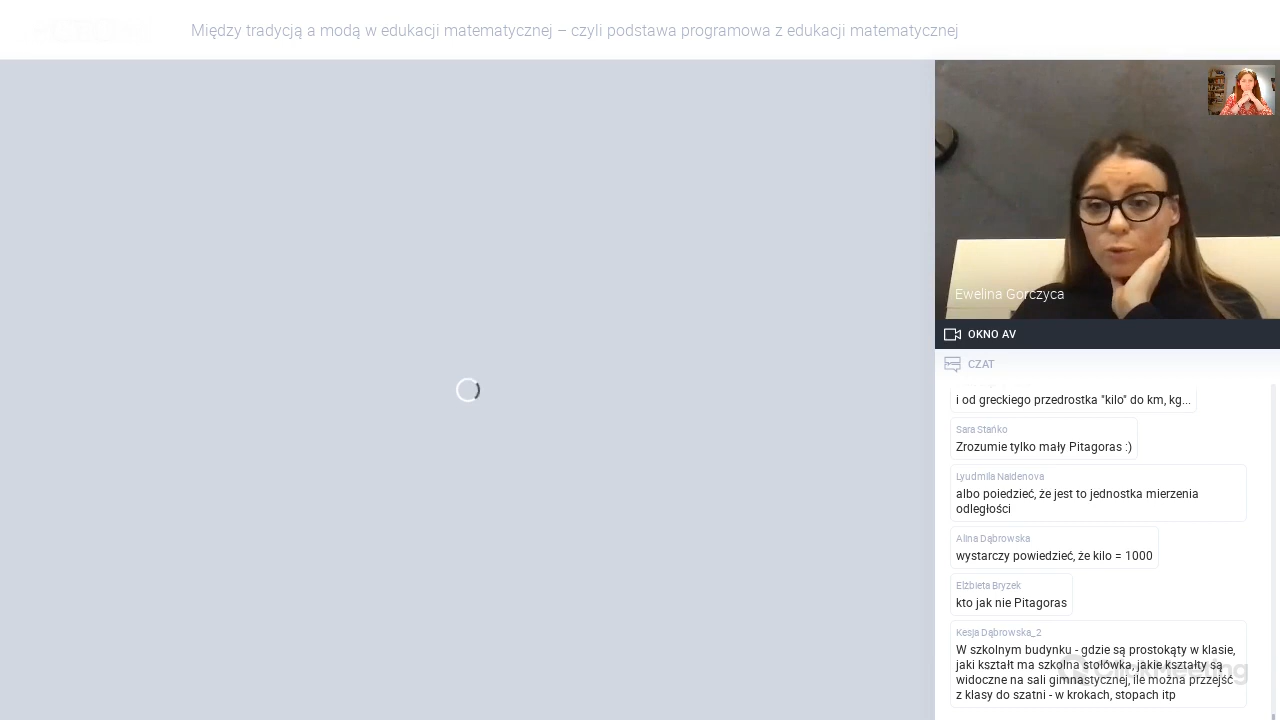 Między tradycją a modą w edukacji matematycznej – czyli podstawa programowa z edukacji matematycznej
Ewelina Gorczyca
OKNO AV
CZAT
i od greckiego przedrostka "kilo" do km, kg...
Sara Stańko
Zrozumie tylko mały Pitagoras :)
Lyudmila Naidenova
albo poiedzieć, że jest to jednostka mierzenia
odległości
Alina Dąbrowska
wystarczy powiedzieć, że kilo = 1000
Elżbieta Bryzek
kto jak nie Pitagoras
Kesja Dąbrowska_2
W szkolnym budynku - gdzie są prostokąty w klasie,
jaki kształt ma szkolna stołówka, jakie kształty są
widoczne na sali gimnastycznej, ile można przejść
z klasy do szatni - w krokach, stopach itp
ClickMeeting